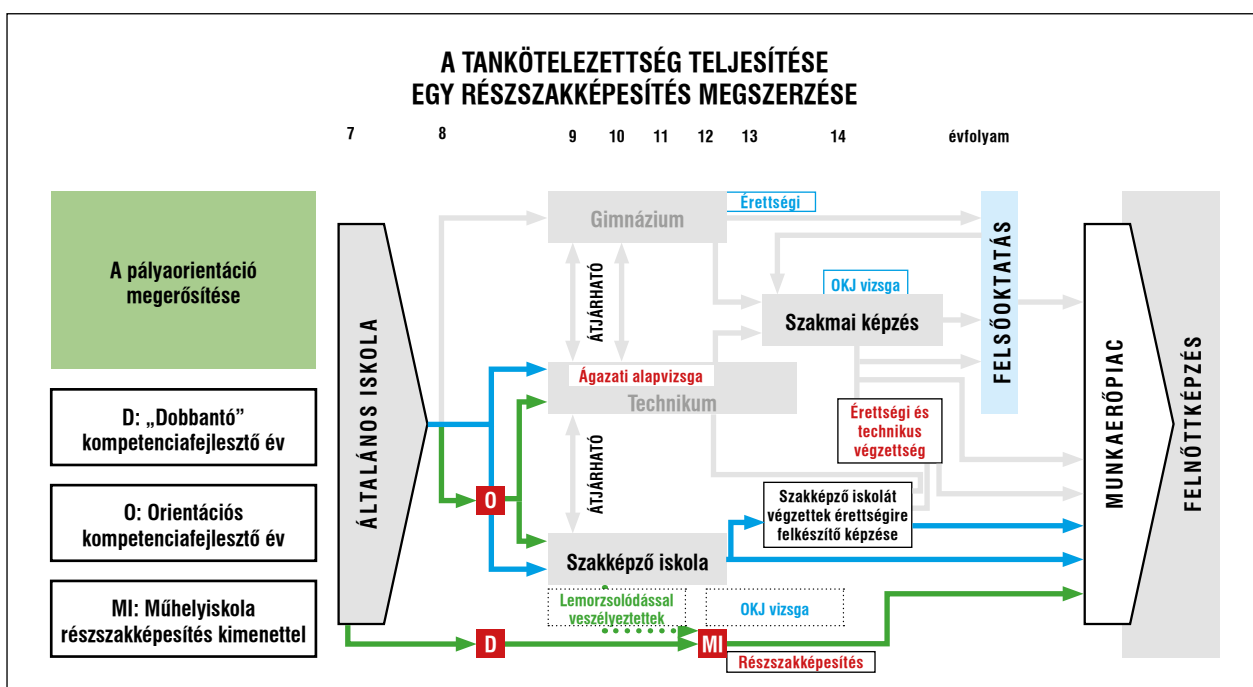 A TANKÖTELEZETTSÉG TELJESÍTÉSE
EGY RÉSZSZAKKÉPESÍTÉS MEGSZERZÉSE
7 8 9 10 11 12 13 14 évfolyam
A pályaorientáció
megerősítése
D: „Dobbantó”
kompetenciafejlesztő év
O: Orientációs
kompetenciafejlesztő év
MI: Műhelyiskola
részszakképesítés kimenettel
ÁLTALÁNOS ISKOLA
Gimnázium
Érettségi
ÁTJÁRHATÓ
OKJ vizsga
Szakmai képzés
Ágazati alapvizsga
Technikum
Érettségi és
technikus
végzettség
ÁTJÁRHATÓ
O
Szakképző iskolát
végzettek érettségire
felkészítő képzése
Szakképző iskola
Lemorzsolódással
veszélyeztettek
OKJ vizsga
D
MI
Részszakképesítés
FELSŐOKTATÁS
MUNKAERŐPIAC
FELNŐTTKÉPZÉS